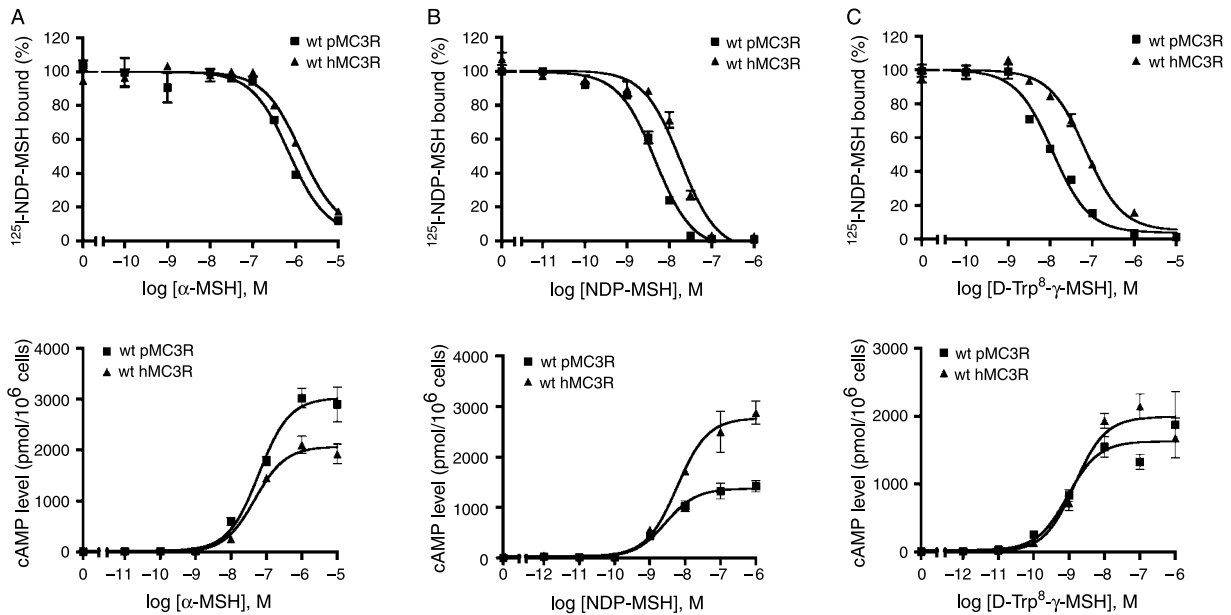 A
120
100
80
60
40
20
0
¹²⁵I-NDP-MSH bound (%)
wt pMC3R
wt hMC3R
0 –10 –9 –8 –7 –6 –5
log [α-MSH], M
B
120
100
80
60
40
20
0
¹²⁵I-NDP-MSH bound (%)
wt pMC3R
wt hMC3R
0 –11 –10 –9 –8 –7 –6
log [NDP-MSH], M
C
120
100
80
60
40
20
0
¹²⁵I-NDP-MSH bound (%)
wt pMC3R
wt hMC3R
0 –10 –9 –8 –7 –6 –5
log [D-Trp⁸-γ-MSH], M
4000
3000
2000
1000
0
cAMP level (pmol/10⁶ cells)
wt pMC3R
wt hMC3R
0 –11 –10 –9 –8 –7 –6 –5
log [α-MSH], M
4000
3000
2000
1000
0
cAMP level (pmol/10⁶ cells)
wt pMC3R
wt hMC3R
0 –12 –11 –10 –9 –8 –7 –6
log [NDP-MSH], M
3000
2000
1000
0
cAMP level (pmol/10⁶ cells)
wt pMC3R
wt hMC3R
0 –12 –11 –10 –9 –8 –7 –6
log [D-Trp⁸-γ-MSH], M